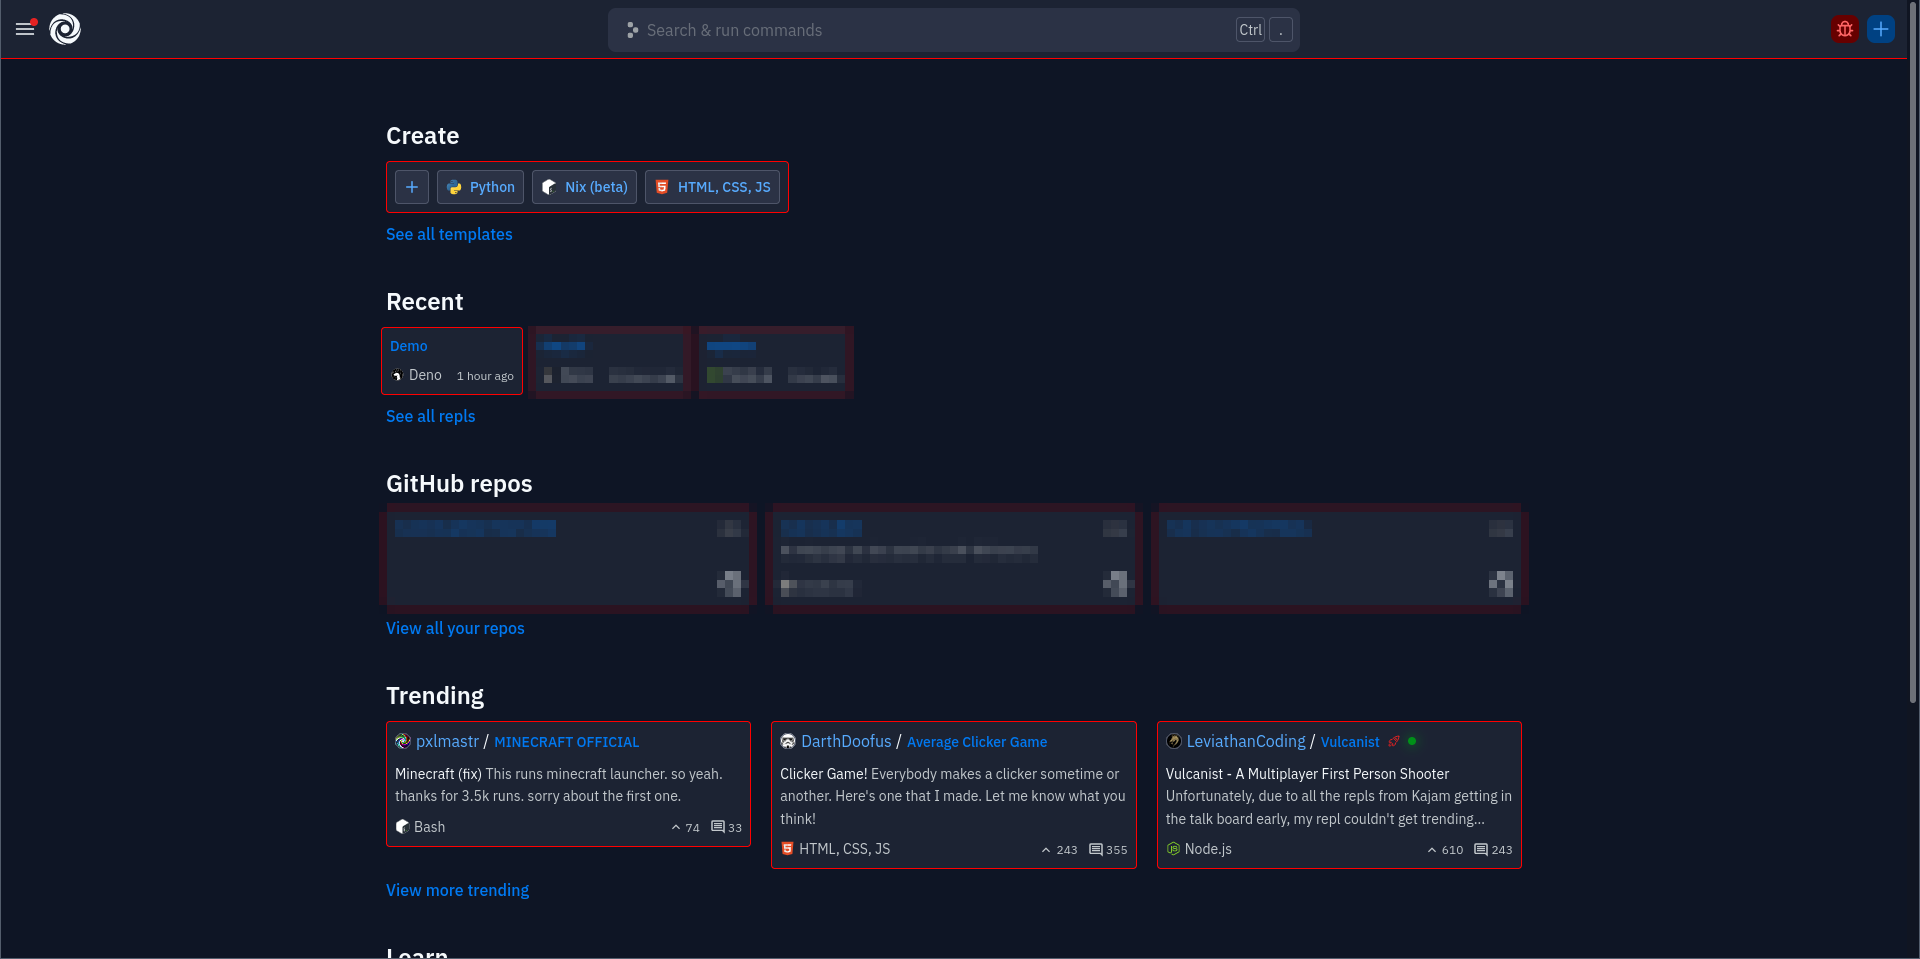 Search & run commands
Ctrl .
Create
Python
Nix (beta)
HTML, CSS, JS
See all templates
Recent
Demo
Deno 1 hour ago
See all repls
GitHub repos
View all your repos
Trending
pxlmastr / MINECRAFT OFFICIAL
Minecraft (fix) This runs minecraft launcher. so yeah.
thanks for 3.5k runs. sorry about the first one.
Bash 74 33
DarthDoofus / Average Clicker Game
Clicker Game! Everybody makes a clicker sometime or
another. Here's one that I made. Let me know what you
think!
HTML, CSS, JS 243 355
LeviathanCoding / Vulcanist
Vulcanist - A Multiplayer First Person Shooter
Unfortunately, due to all the repls from Kajam getting in
the talk board early, my repl couldn't get trending...
Node.js 610 243
View more trending
Learn